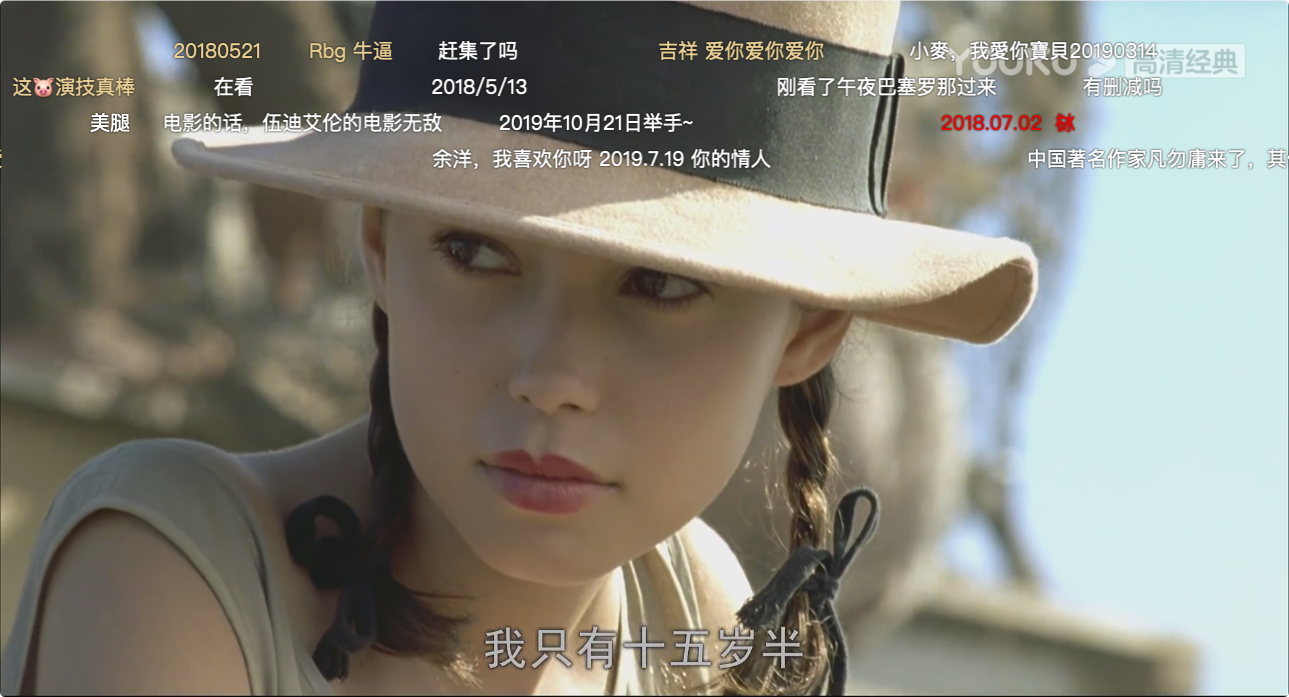 20180521 Rbg 牛逼 赶集了吗 吉祥 爱你爱你爱你 小麥，我愛你寶貝20190314
YOUKU 高清经典
这🐷演技真棒 在看 2018/5/13 刚看了午夜巴塞罗那过来 有删减吗
美腿 电影的话，伍迪艾伦的电影无敌 2019年10月21日举手~ 2018.07.02
余洋，我喜欢你呀 2019.7.19 你的情人 中国著名作家凡勿庸来了，其
我只有十五岁半